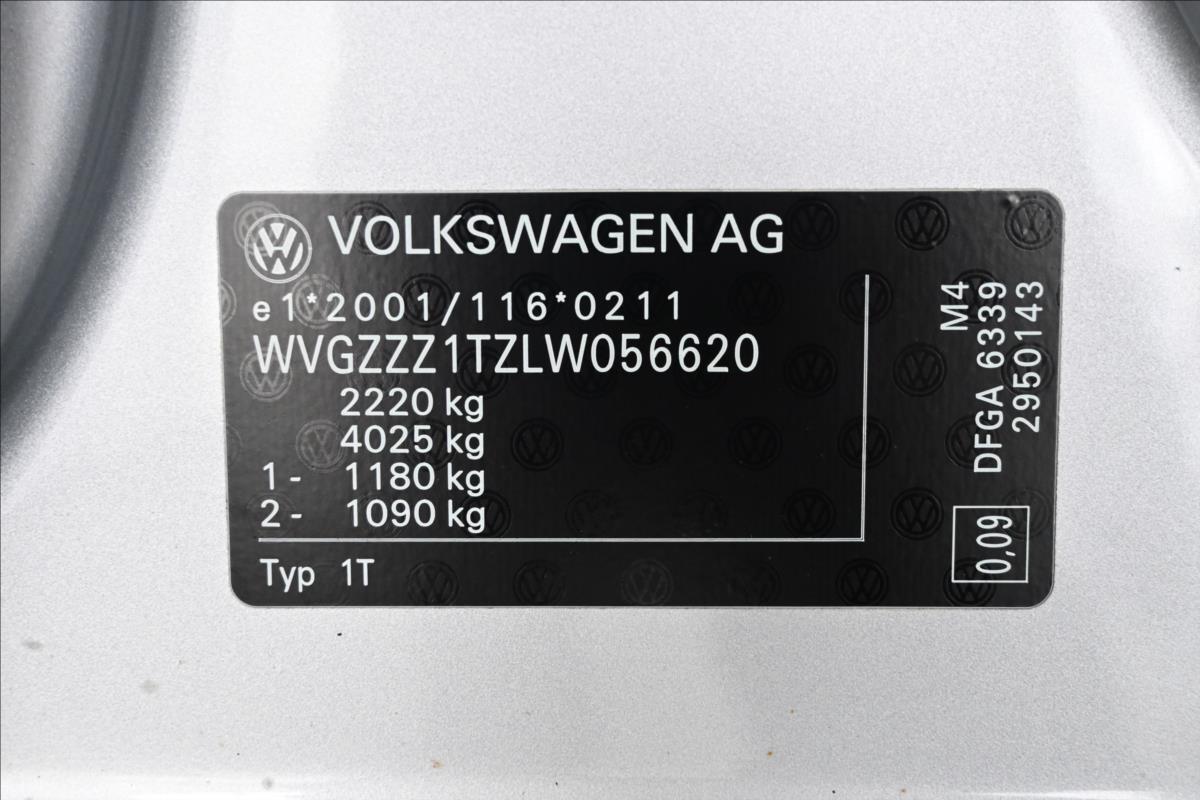 VOLKSWAGEN AG
e1*2001/116*0211
WVGZZZ1TZLW056620
2220 kg
4025 kg
1- 1180 kg
2- 1090 kg
Typ 1T
M4
DFGA 6339
2950143
0,09